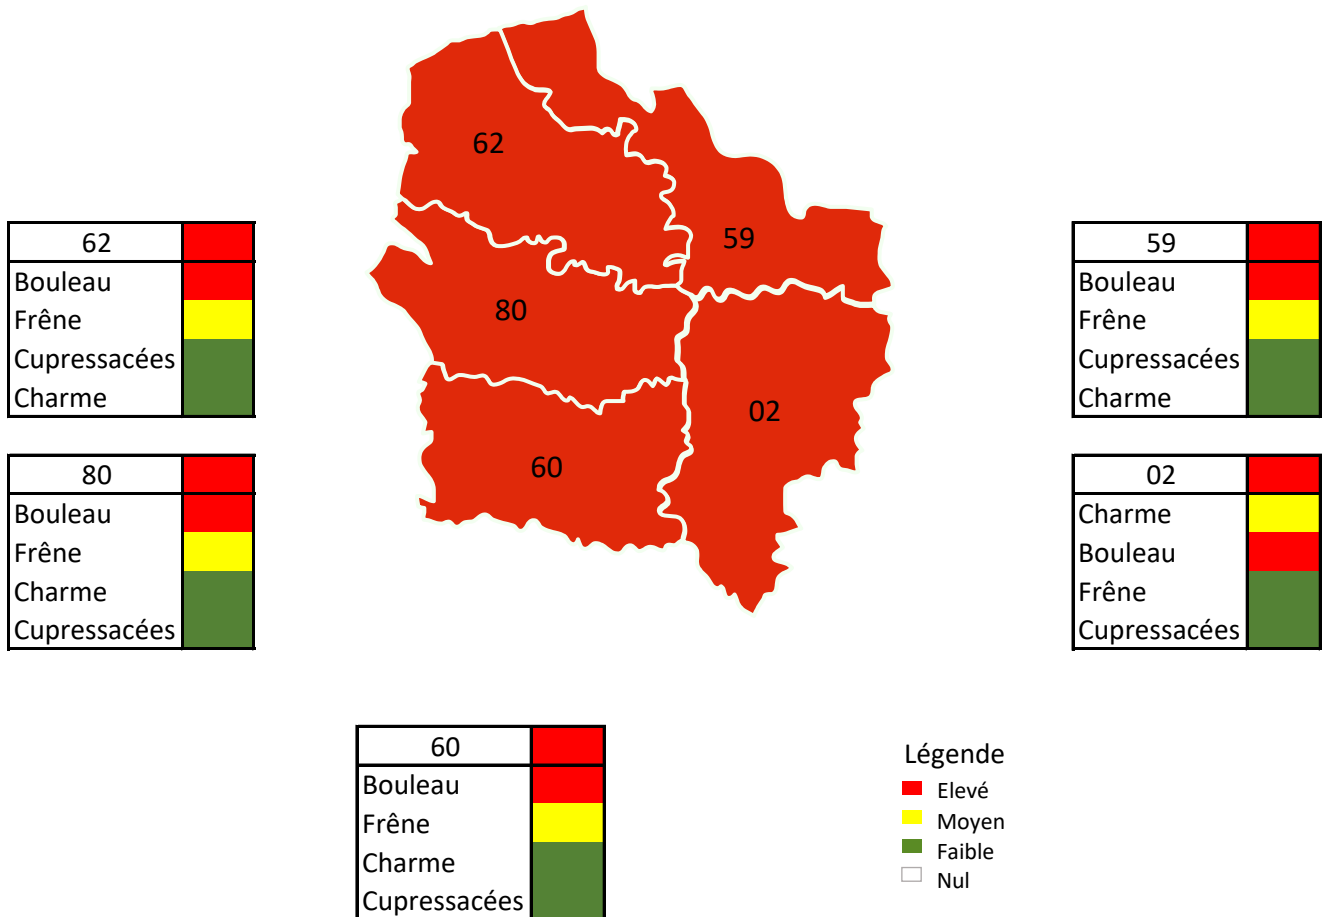 62
59
80
02
60
62
Bouleau
Frêne
Cupressacées
Charme
59
Bouleau
Frêne
Cupressacées
Charme
80
Bouleau
Frêne
Charme
Cupressacées
02
Charme
Bouleau
Frêne
Cupressacées
60
Bouleau
Frêne
Charme
Cupressacées
Légende
Elevé
Moyen
Faible
Nul